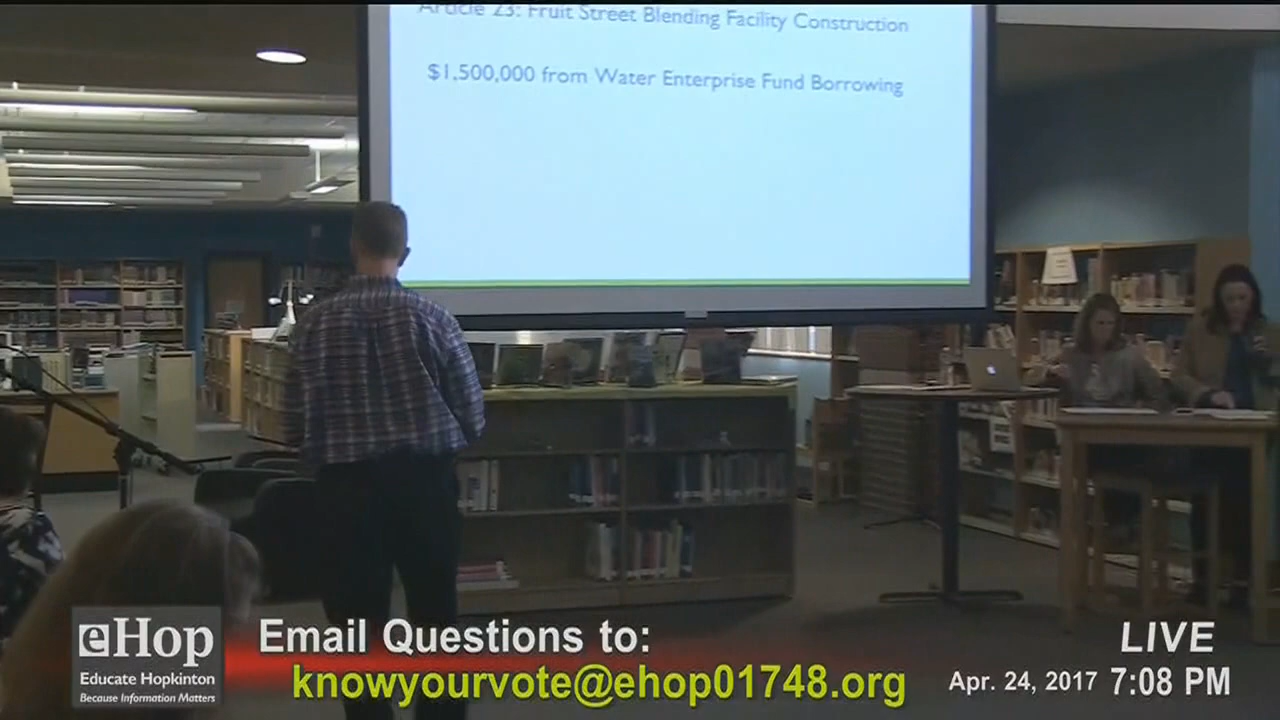 Article 23: Fruit Street Blending Facility Construction
$1,500,000 from Water Enterprise Fund Borrowing
eHop
Educate Hopkinton
Because Information Matters
Email Questions to:
knowyourvote@ehop01748.org
LIVE
Apr. 24, 2017 7:08 PM